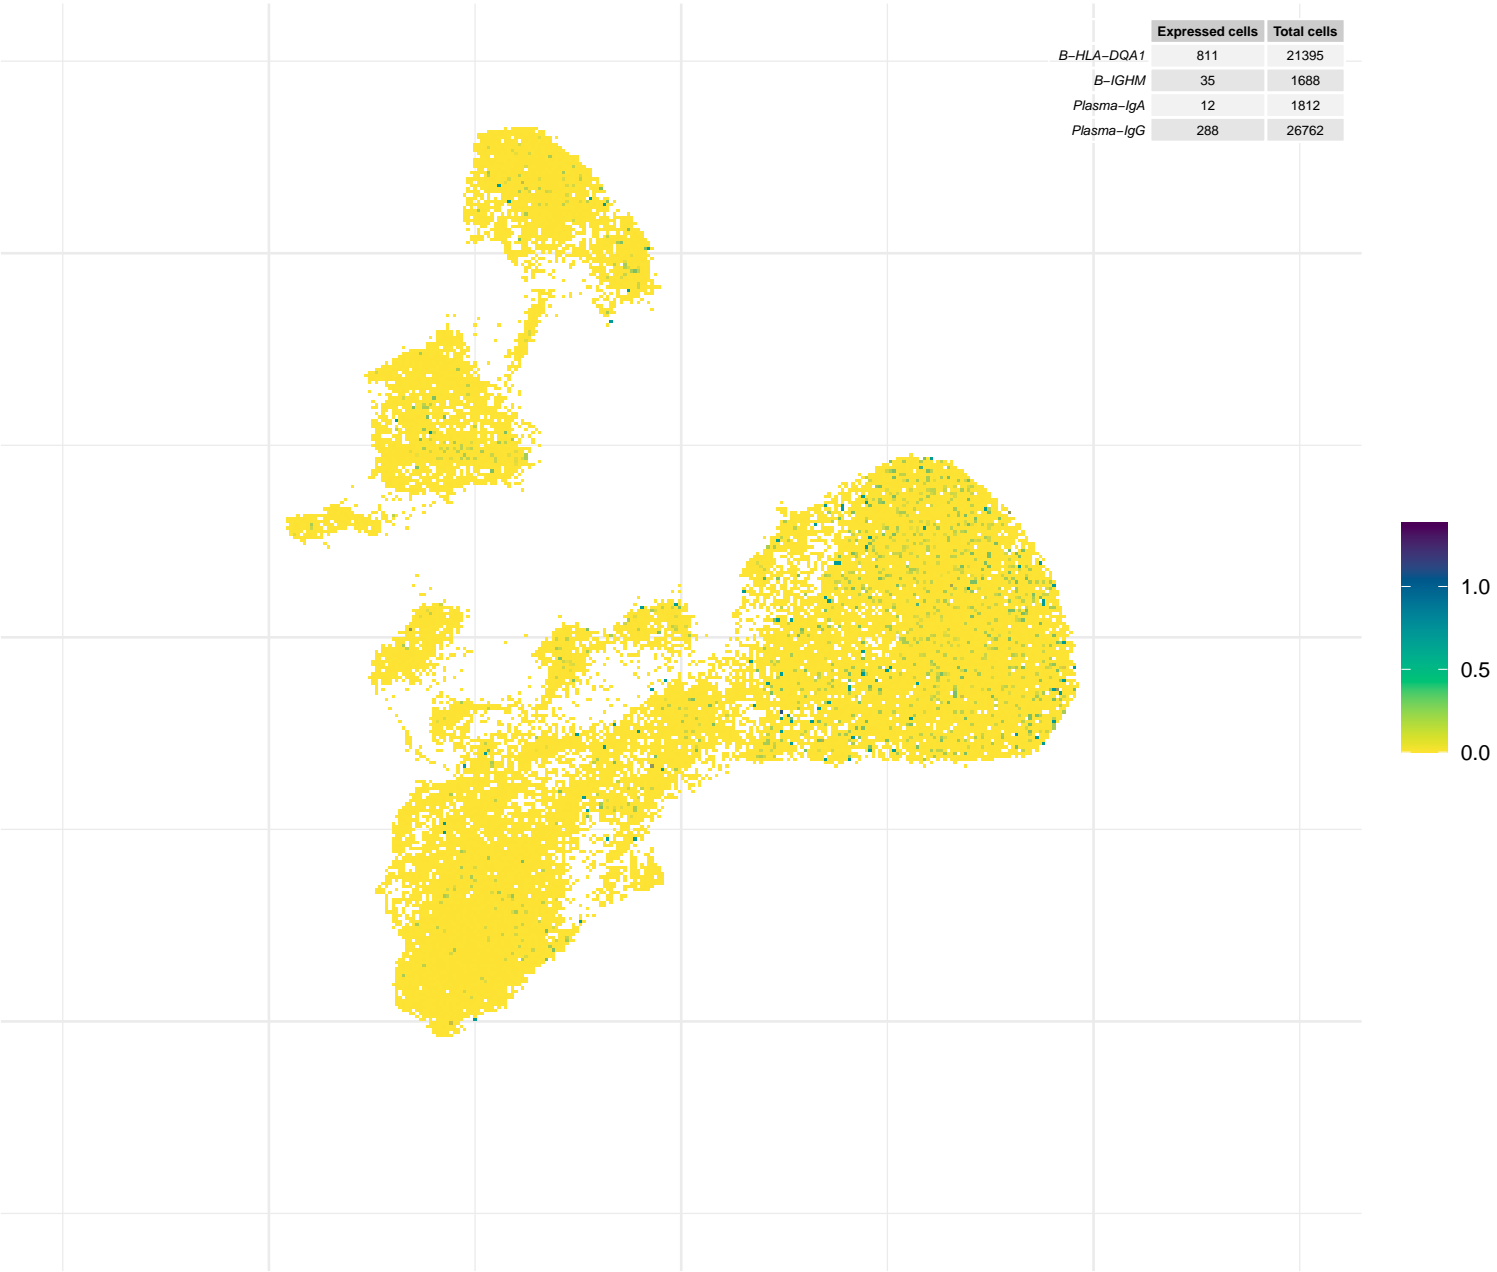 Expressed cells Total cells
B−HLA−DQA1 811 21395
B−IGHM 35 1688
Plasma−IgA 12 1812
Plasma−IgG 288 26762
1.0
0.5
0.0